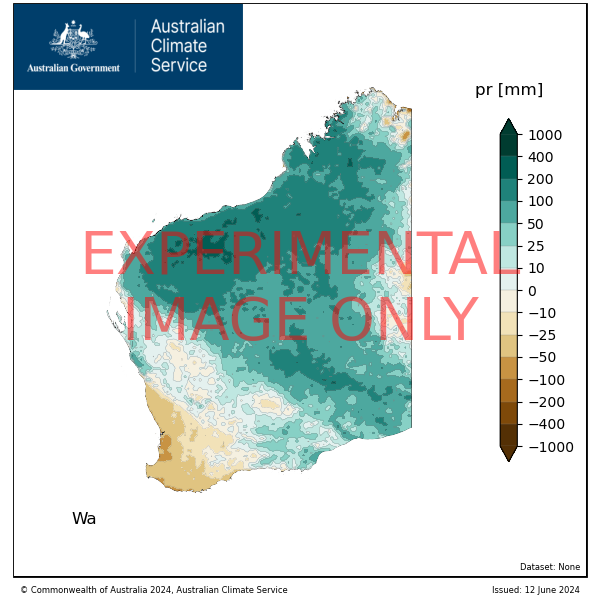 Australian
Climate
Service
Australian Government
pr [mm]
1000
400
200
100
50
25
10
0
−10
−25
−50
−100
−200
−400
−1000
EXPERIMENTAL
IMAGE ONLY
Wa
Dataset: None
© Commonwealth of Australia 2024, Australian Climate Service
Issued: 12 June 2024